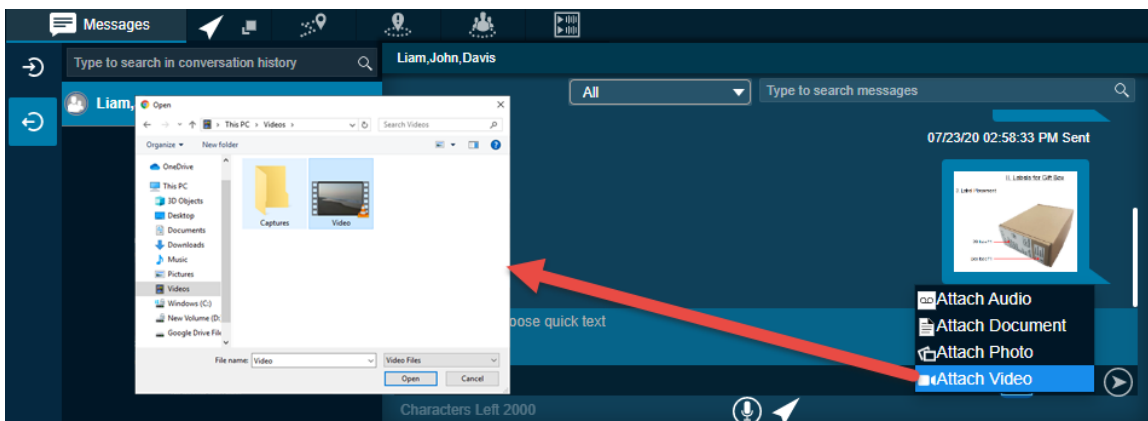 Messages
Type to search in conversation history
Liam,John,Davis
Liam,
All
Type to search messages
07/23/20 02:58:33 PM Sent
II. Labels for Gift Box
Open
This PC > Videos >
Search Videos
Organize
New folder
OneDrive
This PC
3D Objects
Desktop
Documents
Downloads
Music
Pictures
Videos
Windows (C:)
New Volume (D:
Google Drive File
Captures
Video
File name: Video
Video Files
Open
Cancel
oose quick text
Attach Audio
Attach Document
Attach Photo
Attach Video
Characters Left 2000